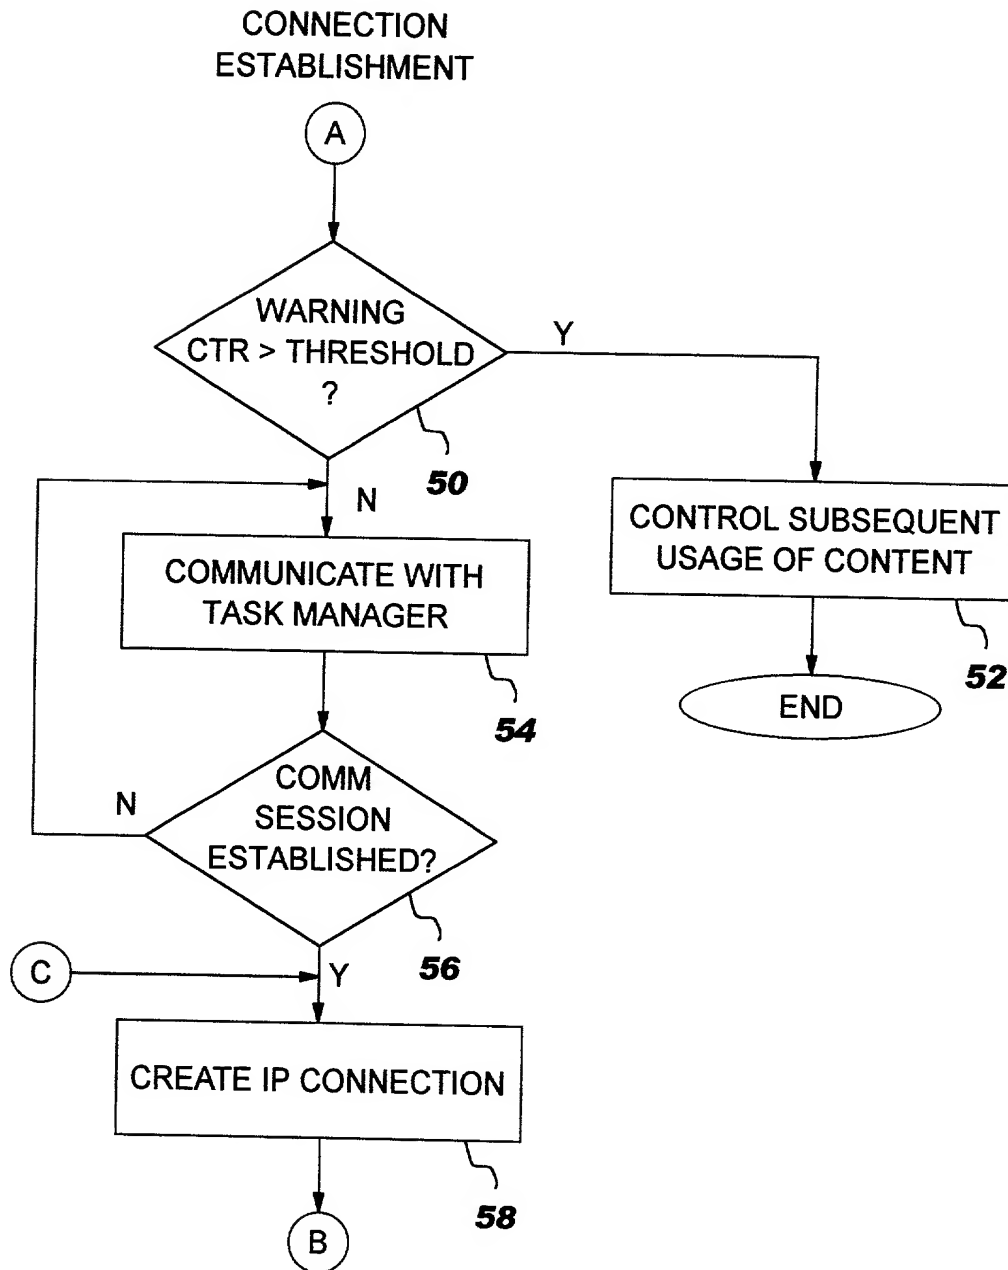 CONNECTION
ESTABLISHMENT
A
WARNING
CTR > THRESHOLD
?
Y
50
N
CONTROL SUBSEQUENT
USAGE OF CONTENT
COMMUNICATE WITH
TASK MANAGER
52
54
END
COMM
SESSION
ESTABLISHED?
N
56
C
Y
CREATE IP CONNECTION
58
B